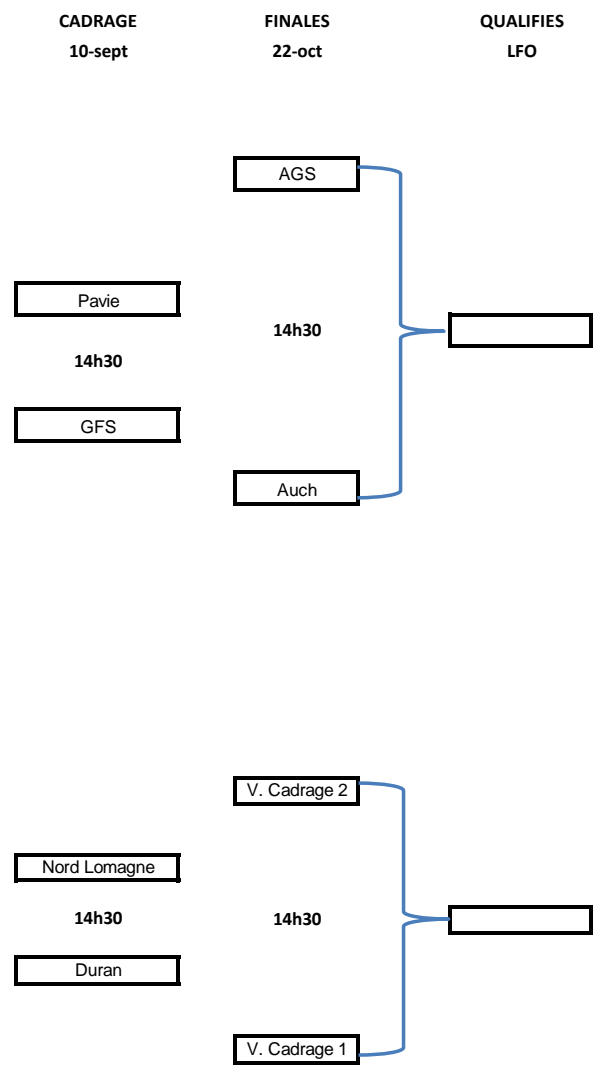 CADRAGE FINALES QUALIFIES
10-sept 22-oct LFO
AGS
Pavie
14h30
14h30
GFS
Auch
V. Cadrage 2
Nord Lomagne
14h30 14h30
Duran
V. Cadrage 1